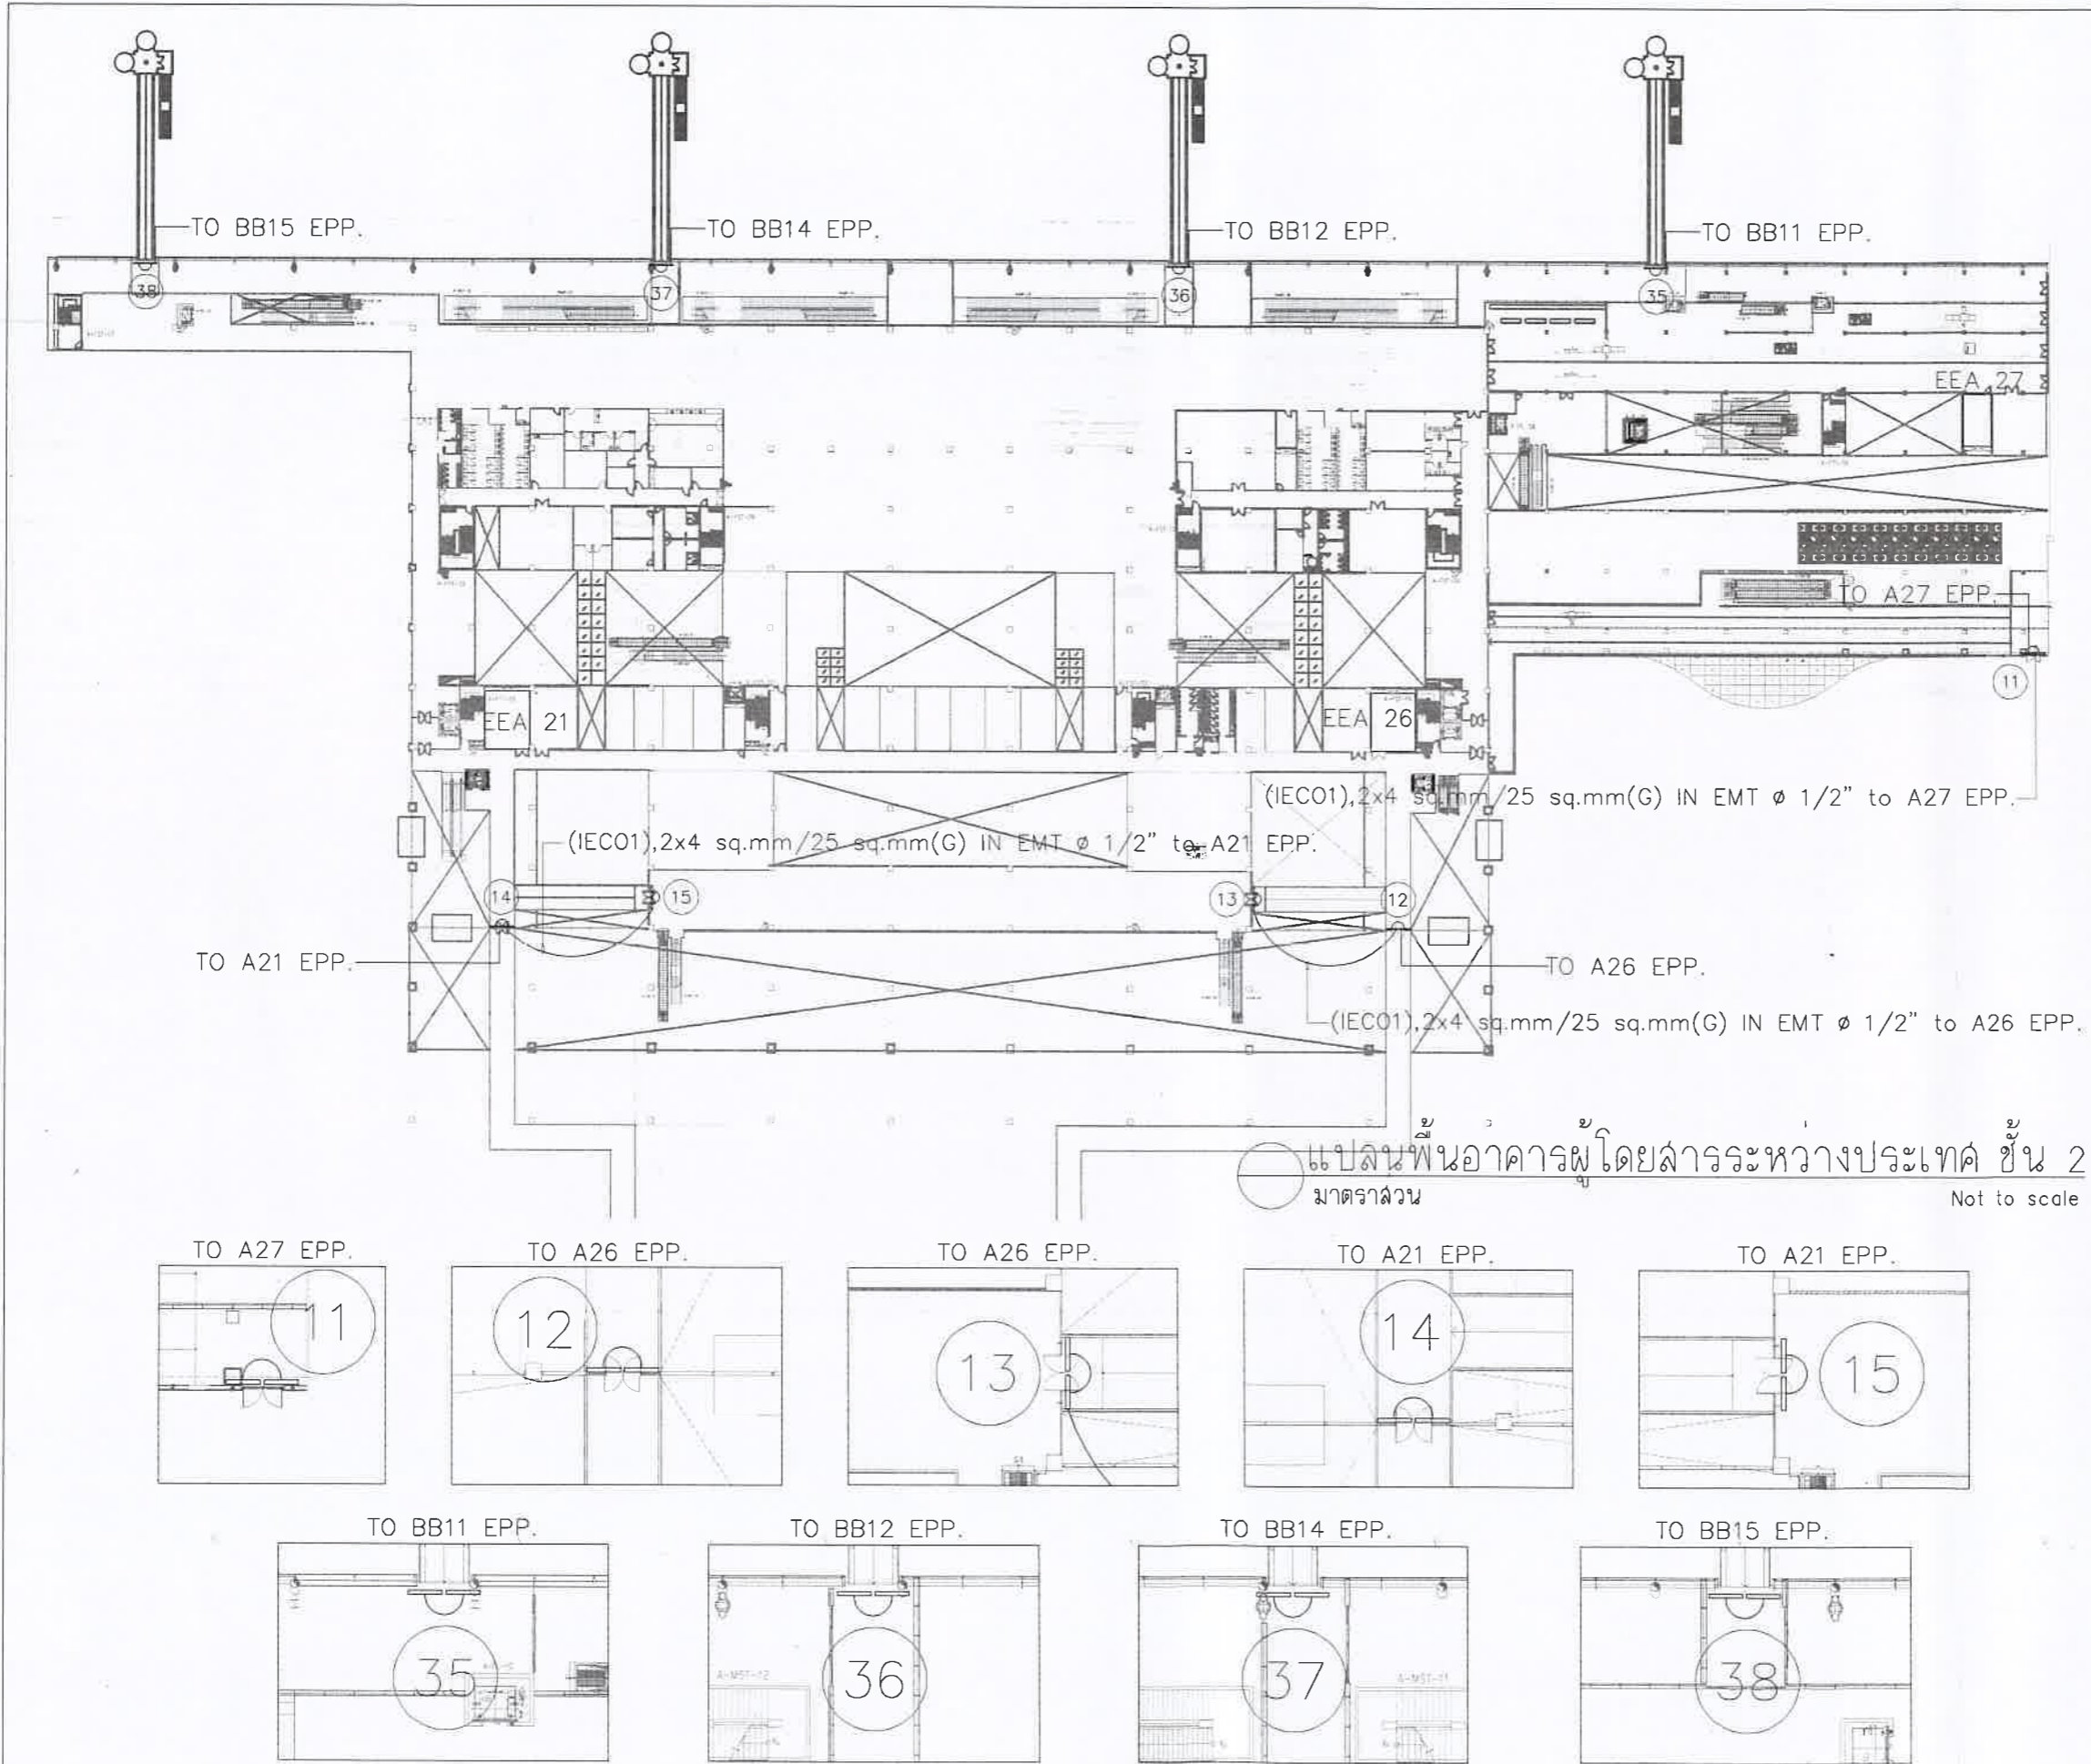 TO BB15 EPP.
TO BB14 EPP.
TO BB12 EPP.
TO BB11 EPP.
38
37
36
35
EEA 27
TO A27 EPP.
11
EEA 21
EEA 26
(IEC01),2x4 sq.mm/25 sq.mm(G) IN EMT ø 1/2" to A27 EPP.
(IEC01),2x4 sq.mm/25 sq.mm(G) IN EMT ø 1/2" to A21 EPP.
14
15
13
12
TO A21 EPP.
TO A26 EPP.
(IEC01),2x4 sq.mm/25 sq.mm(G) IN EMT ø 1/2" to A26 EPP.
แปลนพื้นอาคารผู้โดยสารระหว่างประเทศ ชั้น 2
มาตราส่วน
Not to scale
TO A27 EPP.
TO A26 EPP.
TO A26 EPP.
TO A21 EPP.
TO A21 EPP.
11
12
13
14
15
TO BB11 EPP.
TO BB12 EPP.
TO BB14 EPP.
TO BB15 EPP.
35
A-MST-12
36
37
A-MST-11
38